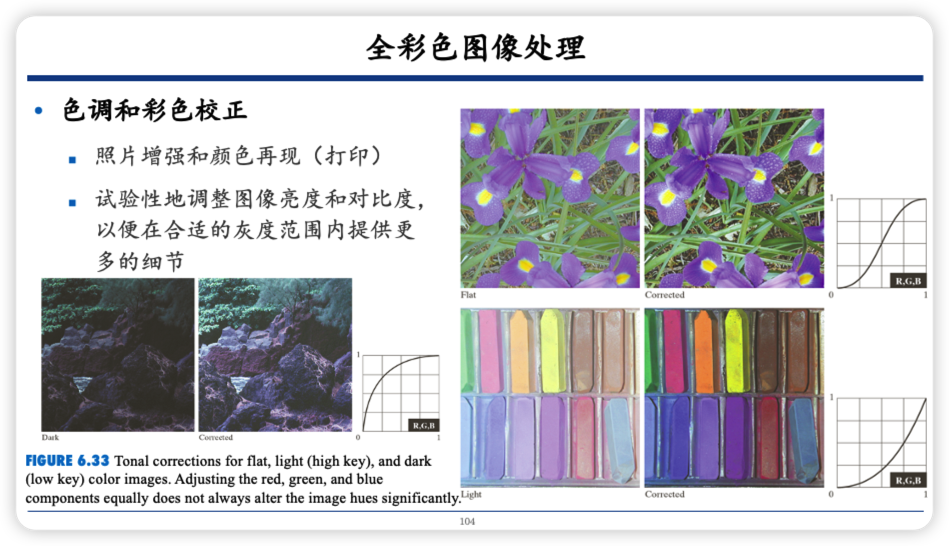 全彩色图像处理
• 色调和彩色校正
▪ 照片增强和颜色再现（打印）
▪ 试验性地调整图像亮度和对比度，
以便在合适的灰度范围内提供更
多的细节
Flat
Corrected
1
R,G,B
0
1
Dark
Corrected
1
R,G,B
0
1
Light
Corrected
1
R,G,B
0
1
FIGURE 6.33 Tonal corrections for flat, light (high key), and dark
(low key) color images. Adjusting the red, green, and blue
components equally does not always alter the image hues significantly.
104